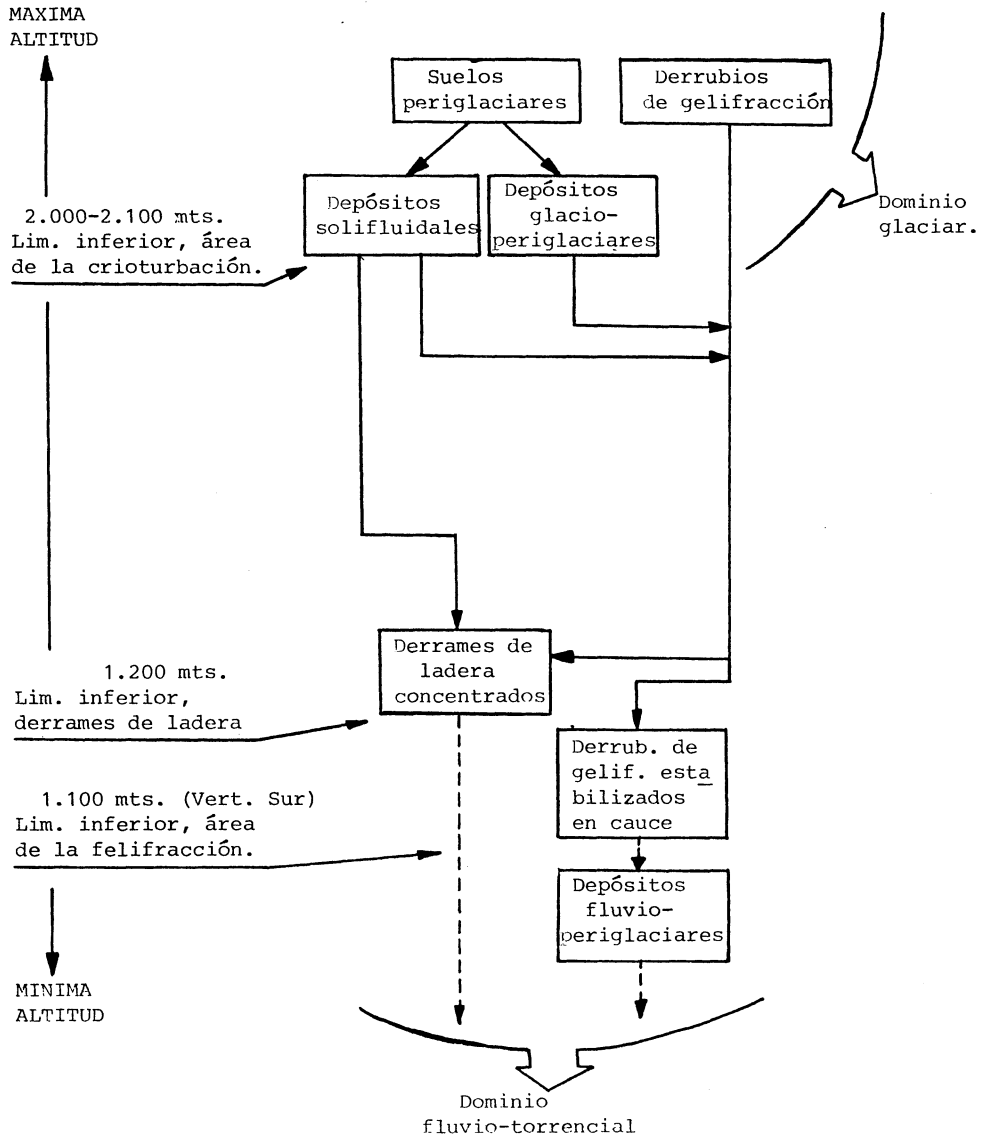 MAXIMA
ALTITUD
Suelos
periglaciares
Derrubios
de gelifracción
Depósitos
solifluidales
Depósitos
glacio-
periglaciares
Dominio
glaciar.
2.000-2.100 mts.
Lim. inferior, área
de la crioturbación.
Derrames de
ladera
concentrados
1.200 mts.
Lim. inferior,
derrames de ladera
Derrub. de
gelif. esta
bilizados
en cauce
1.100 mts. (Vert. Sur)
Lim. inferior, área
de la felifracción.
Depósitos
fluvio-
periglaciares
MINIMA
ALTITUD
Dominio
fluvio-torrencial